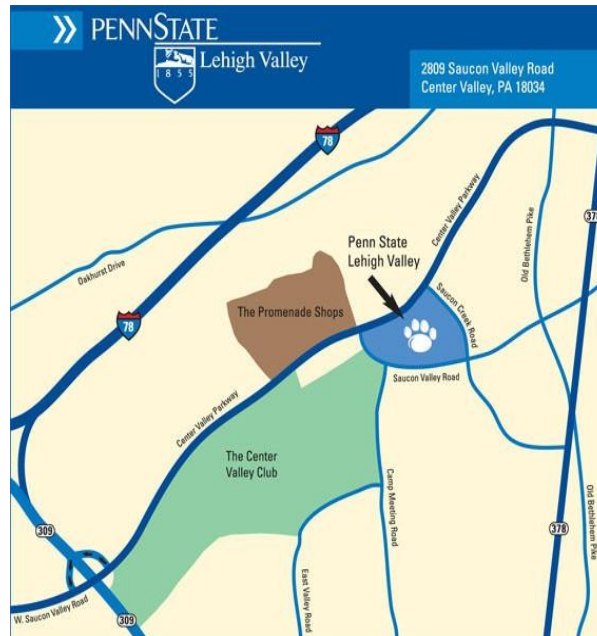 PENNSTATE
1855
Lehigh Valley
2809 Saucon Valley Road
Center Valley, PA 18034
78
378
Center Valley Parkway
Old Bethlehem Pike
Penn State
Lehigh Valley
Oakhurst Drive
Saucon Creek Road
The Promenade Shops
78
Saucon Valley Road
Center Valley Parkway
The Center
Valley Club
Camp Meeting Road
Old Bethlehem Pike
309
378
East Valley Road
W. Saucon Valley Road
309